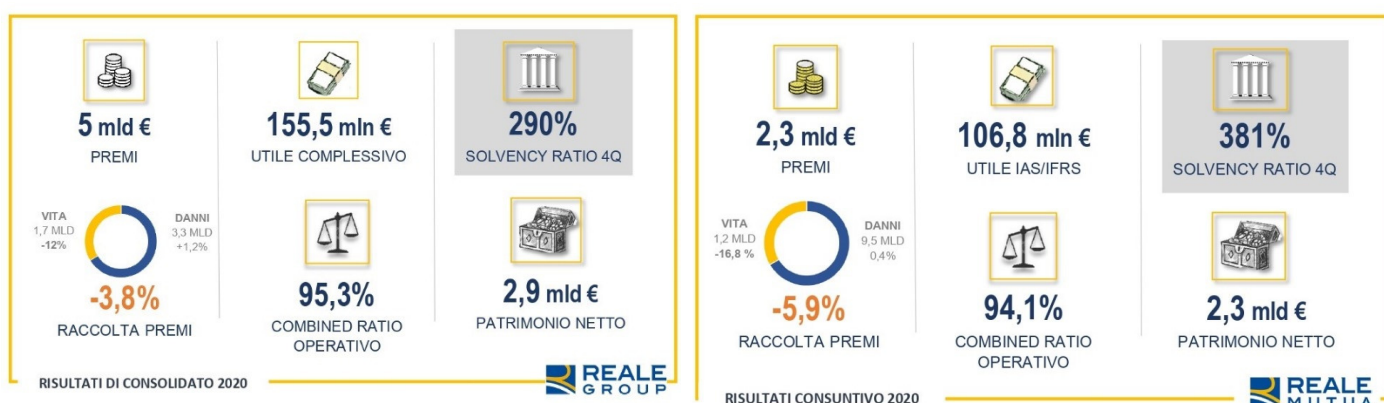 5 mld €
PREMI
155,5 mln €
UTILE COMPLESSIVO
290%
SOLVENCY RATIO 4Q
VITA
1,7 MLD
-12%
DANNI
3,3 MLD
+1,2%
-3,8%
RACCOLTA PREMI
95,3%
COMBINED RATIO
OPERATIVO
2,9 mld €
PATRIMONIO NETTO
RISULTATI DI CONSOLIDATO 2020
REALE
GROUP
2,3 mld €
PREMI
106,8 mln €
UTILE IAS/IFRS
381%
SOLVENCY RATIO 4Q
VITA
1,2 MLD
-16,8 %
DANNI
9,5 MLD
0,4%
-5,9%
RACCOLTA PREMI
94,1%
COMBINED RATIO
OPERATIVO
2,3 mld €
PATRIMONIO NETTO
RISULTATI CONSUNTIVO 2020
REALE
MUTUA